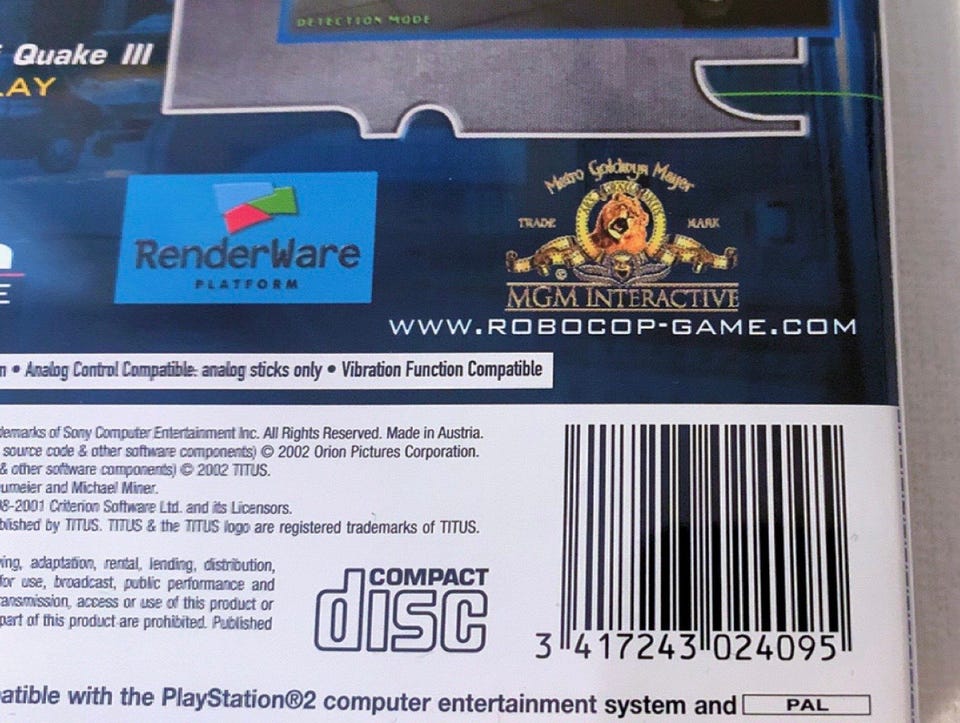 DETECTION MODE
Quake III
LAY
RenderWare
PLATFORM
Metro Goldwyn Mayer
TRADE MARK
©
MGM INTERACTIVE
E
WWW.ROBOCOP-GAME.COM
n • Analog Control Compatible: analog sticks only • Vibration Function Compatible
demarks of Sony Computer Entertainment Inc. All Rights Reserved. Made in Austria.
source code & other software components) © 2002 Orion Pictures Corporation.
& other software components) © 2002 TITUS.
eumeier and Michael Miner.
98-2001 Criterion Software Ltd. and its Licensors.
blished by TITUS. TITUS & the TITUS logo are registered trademarks of TITUS.
ing, adaptation, rental, lending, distribution,
for use, broadcast, public performance and
ansmission, access or use of this product or
part of this product are prohibited. Published
COMPACT
disc
3 417243 024095
atible with the PlayStation®2 computer entertainment system and PAL